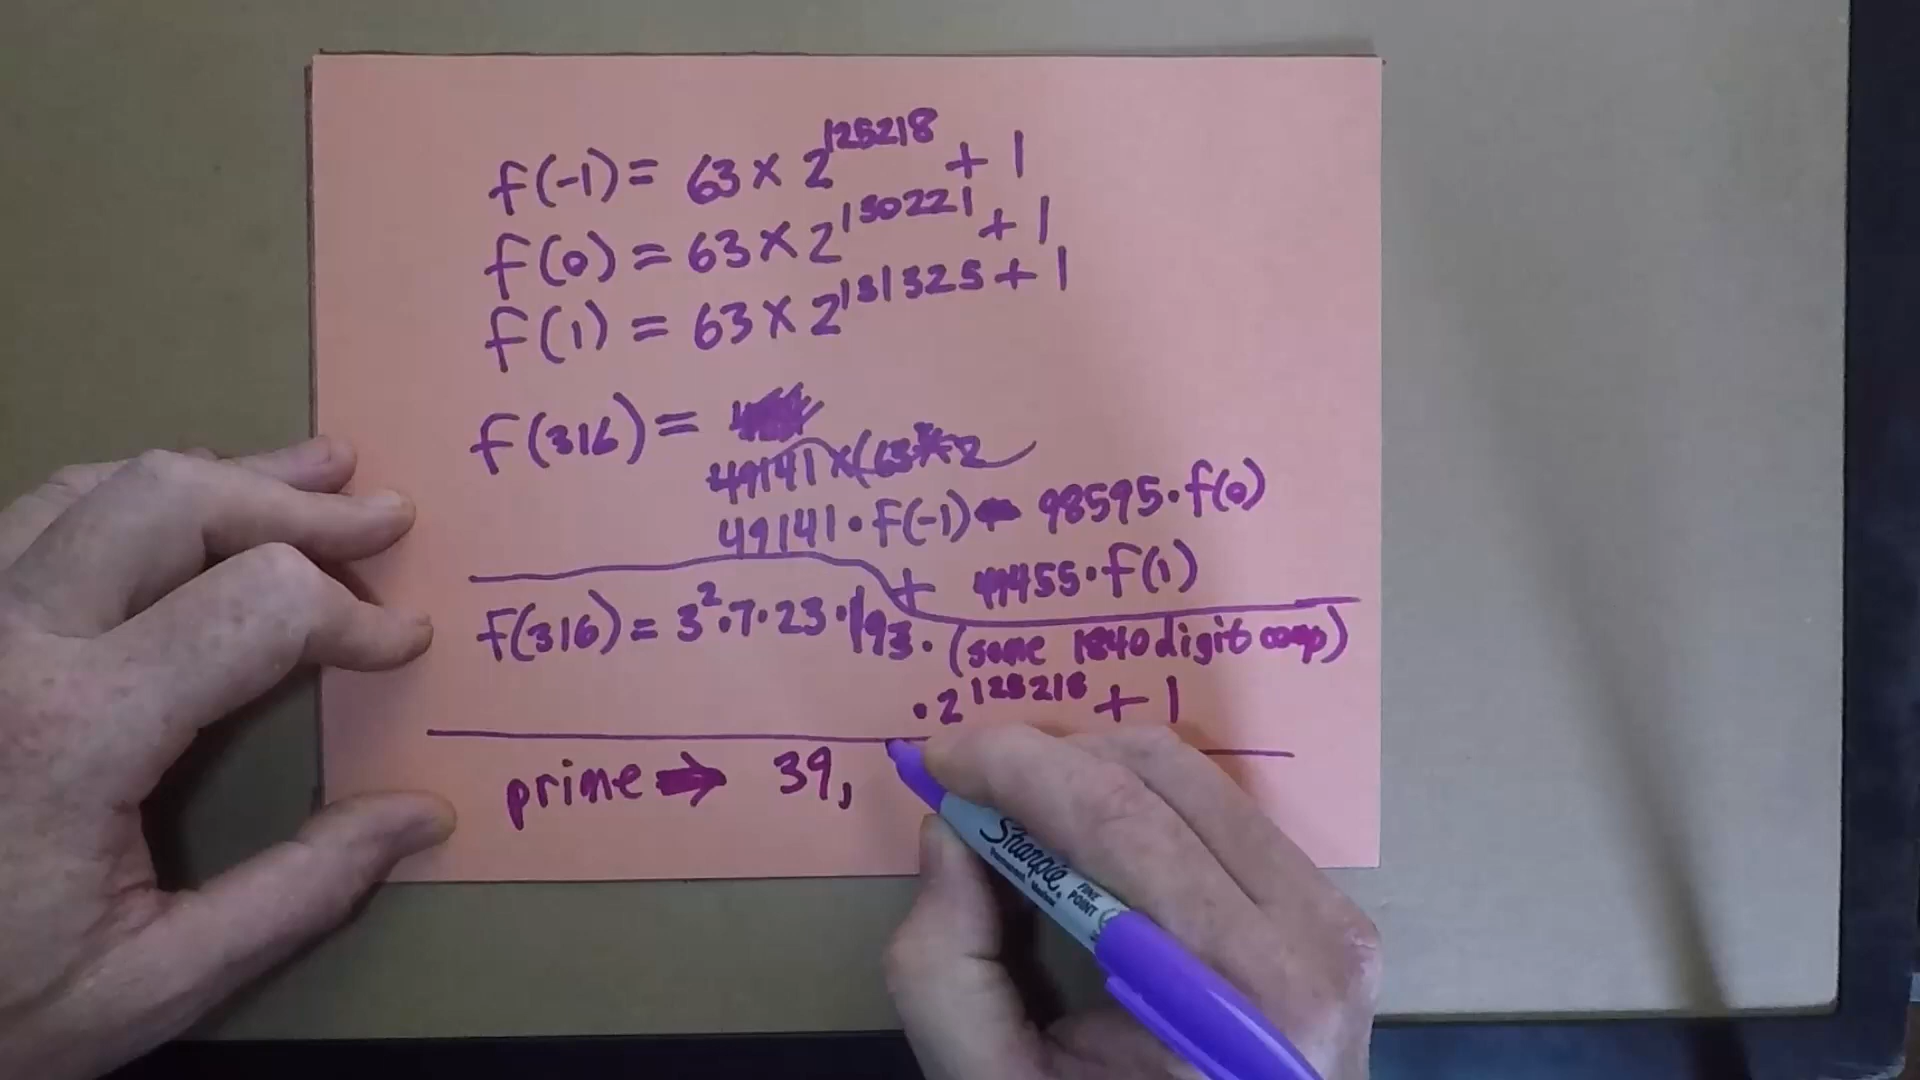 f(-1) = 63 × 2^125218 + 1
f(0) = 63 × 2^130221 + 1
f(1) = 63 × 2^131325 + 1
f(316) =
49141 × (63 × 2
49141 · f(-1) - 98595 · f(0)
+ 49455 · f(1)
f(316) = 3^2 · 7 · 23 · 193 · (some 1840 digit comp)
· 2^125218 + 1
prime → 39,
Sharpie
FINE POINT